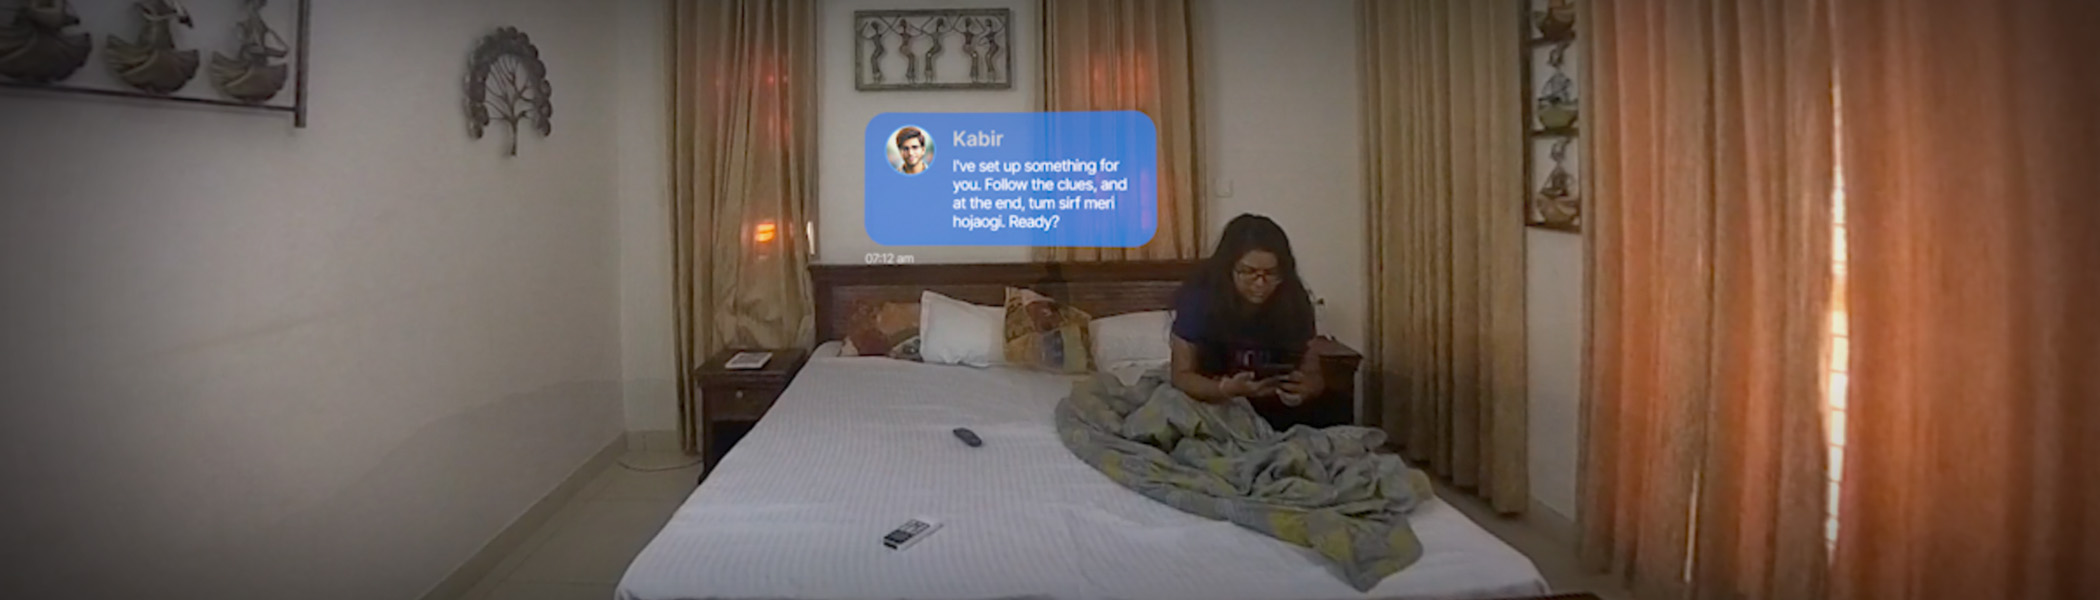 Kabir
I've set up something for
you. Follow the clues, and
at the end, tum sirf meri
hojaogi. Ready?
07:12 am